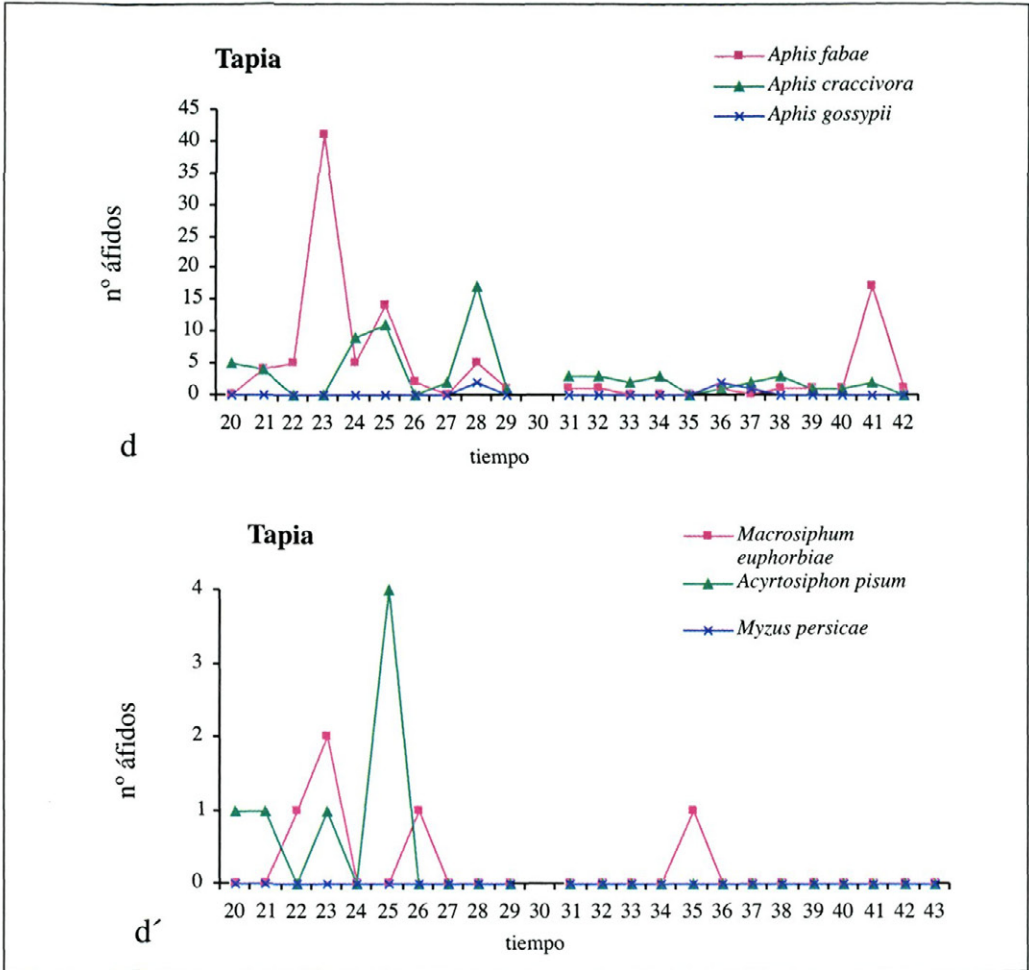 Tapia
Aphis fabae
Aphis craccivora
Aphis gossypii
45
40
35
30
25
20
15
10
5
0
nº áfidos
20 21 22 23 24 25 26 27 28 29 30 31 32 33 34 35 36 37 38 39 40 41 42
tiempo
d
Tapia
Macrosiphum
euphorbiae
Acyrtosiphon pisum
Myzus persicae
4
3
2
1
0
nº áfidos
20 21 22 23 24 25 26 27 28 29 30 31 32 33 34 35 36 37 38 39 40 41 42 43
tiempo
d´